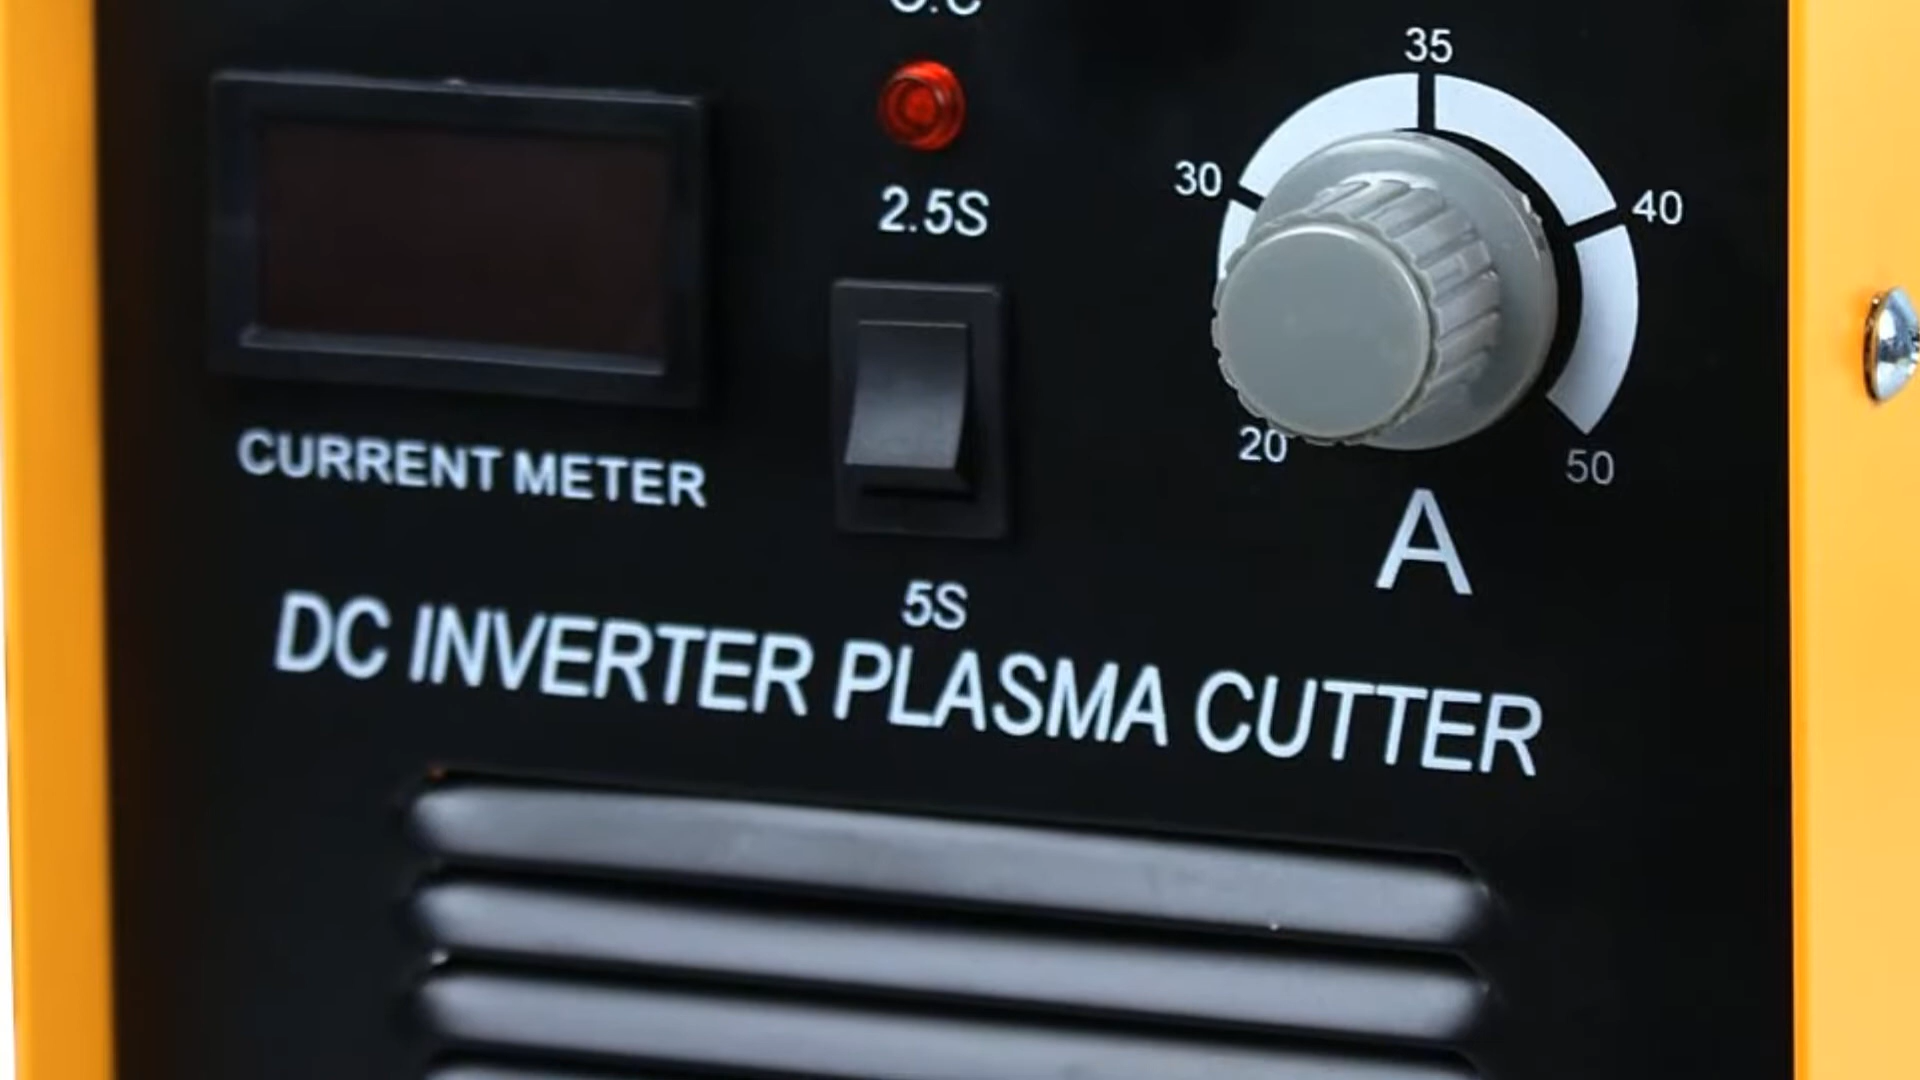 O.C
35
30
40
2.5S
20
50
CURRENT METER
A
5S
DC INVERTER PLASMA CUTTER